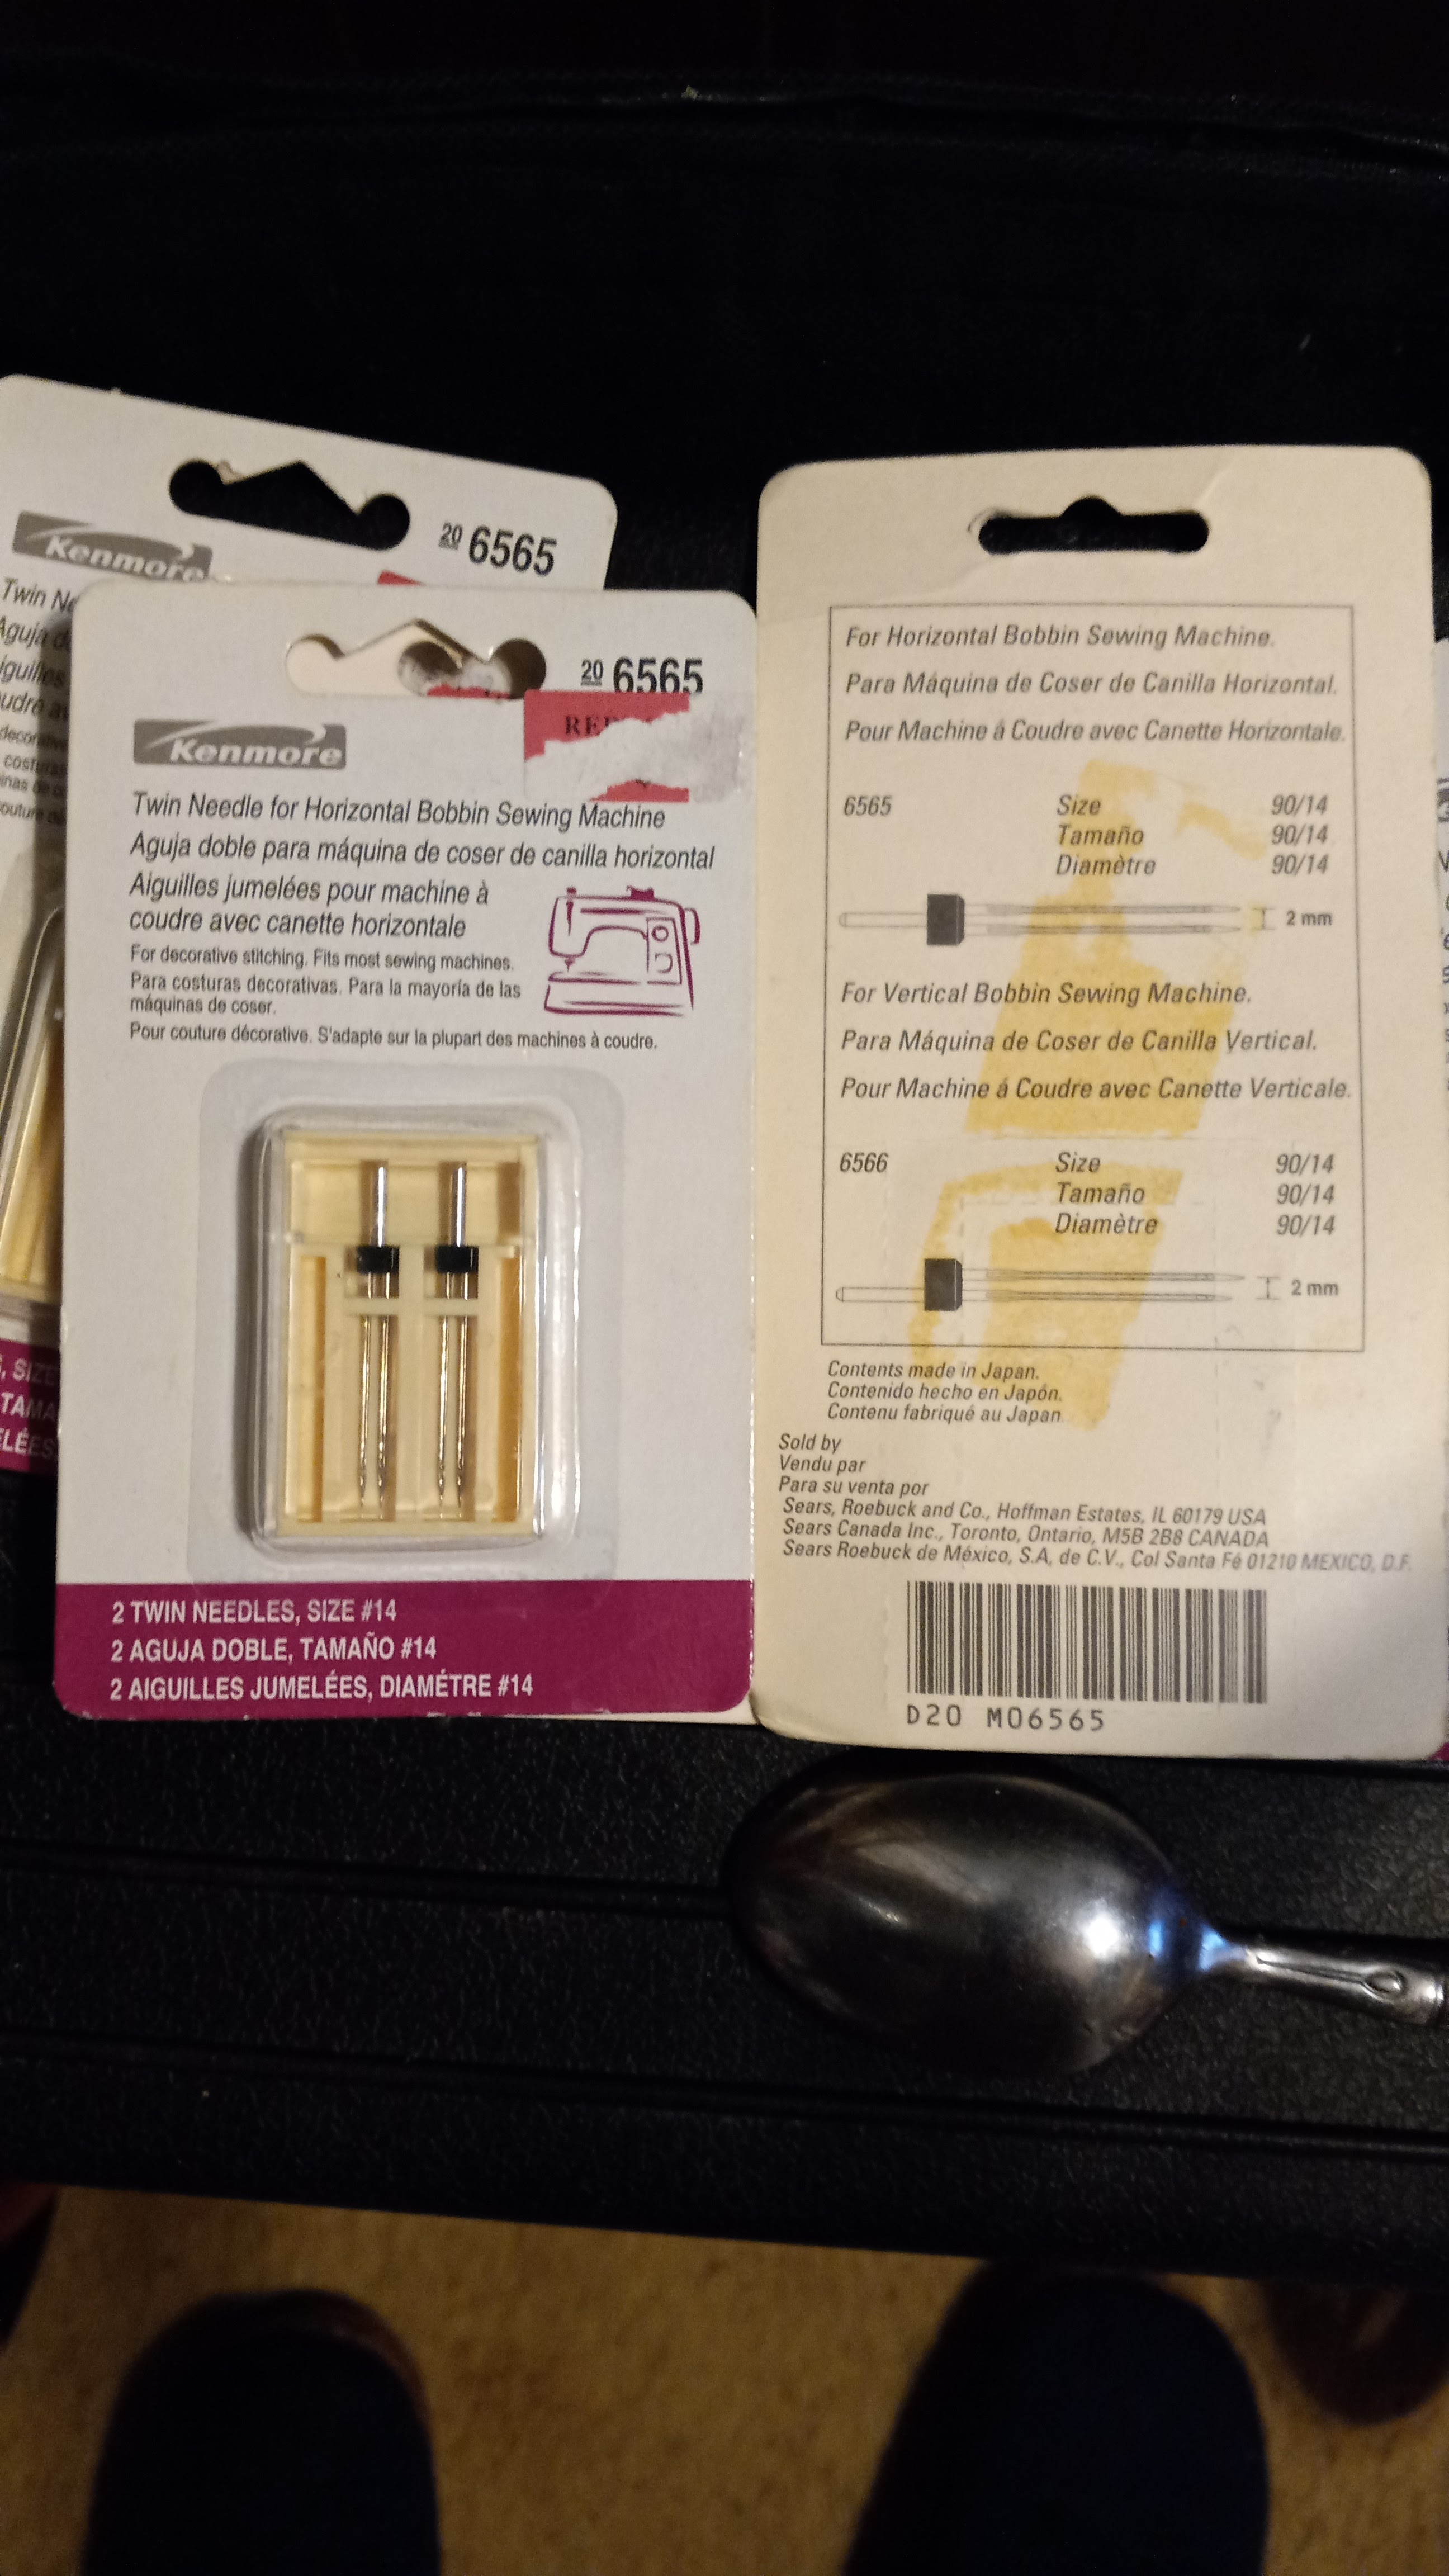 Kenmore
20 6565
Twin
Aguja
20 6565
Kenmore
Twin Needle for Horizontal Bobbin Sewing Machine
Aguja doble para máquina de coser de canilla horizontal
Aiguilles jumelées pour machine à
coudre avec canette horizontale
For decorative stitching. Fits most sewing machines.
Para costuras decorativas. Para la mayoría de las
máquinas de coser.
Pour couture décorative. S'adapte sur la plupart des machines à coudre.
2 TWIN NEEDLES, SIZE #14
2 AGUJA DOBLE, TAMAÑO #14
2 AIGUILLES JUMELÉES, DIAMÉTRE #14
For Horizontal Bobbin Sewing Machine.
Para Máquina de Coser de Canilla Horizontal.
Pour Machine á Coudre avec Canette Horizontale.
6565 Size 90/14
Tamaño 90/14
Diamètre 90/14
2 mm
For Vertical Bobbin Sewing Machine.
Para Máquina de Coser de Canilla Vertical.
Pour Machine á Coudre avec Canette Verticale.
6566 Size 90/14
Tamaño 90/14
Diamètre 90/14
2 mm
Contents made in Japan.
Contenido hecho en Japón.
Contenu fabriqué au Japan
Sold by
Vendu par
Para su venta por
Sears, Roebuck and Co., Hoffman Estates, IL 60179 USA
Sears Canada Inc., Toronto, Ontario, M5B 2B8 CANADA
Sears Roebuck de México, S.A. de C.V., Col Santa Fé 01210 MEXICO, D.F.
D20 M06565